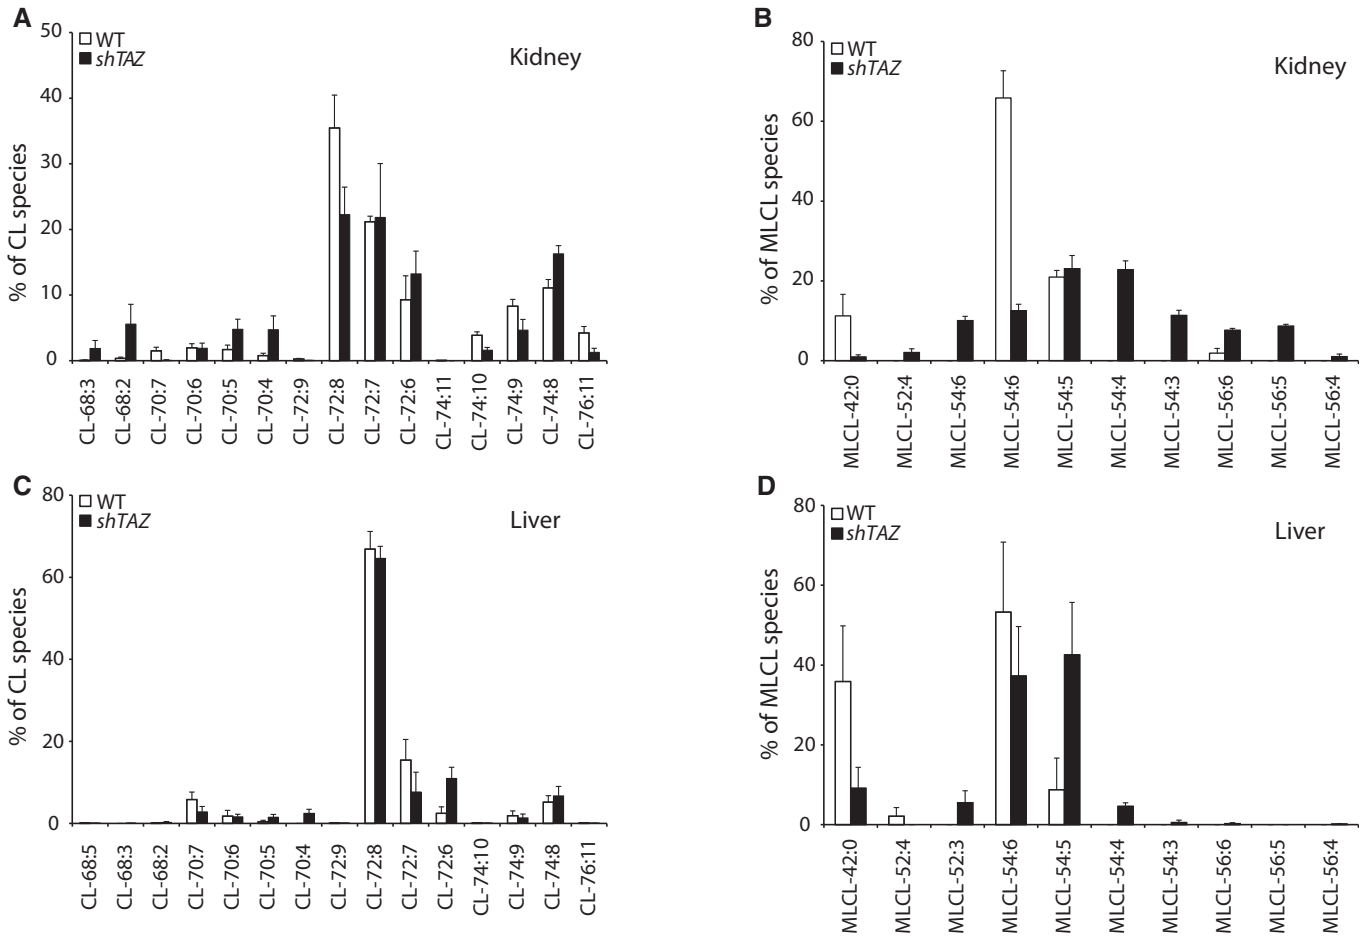 A
50
40
30
20
10
0
% of CL species
WT
shTAZ
Kidney
CL-68:3
CL-68:2
CL-70:7
CL-70:6
CL-70:5
CL-70:4
CL-72:9
CL-72:8
CL-72:7
CL-72:6
CL-74:11
CL-74:10
CL-74:9
CL-74:8
CL-76:11
B
80
60
40
20
0
% of MLCL species
WT
shTAZ
Kidney
MLCL-42:0
MLCL-52:4
MLCL-54:6
MLCL-54:6
MLCL-54:5
MLCL-54:4
MLCL-54:3
MLCL-56:6
MLCL-56:5
MLCL-56:4
C
80
60
40
20
0
% of CL species
WT
shTAZ
Liver
CL-68:5
CL-68:3
CL-68:2
CL-70:7
CL-70:6
CL-70:5
CL-70:4
CL-72:9
CL-72:8
CL-72:7
CL-72:6
CL-74:10
CL-74:9
CL-74:8
CL-76:11
D
80
60
40
20
0
% of MLCL species
WT
shTAZ
Liver
MLCL-42:0
MLCL-52:4
MLCL-52:3
MLCL-54:6
MLCL-54:5
MLCL-54:4
MLCL-54:3
MLCL-56:6
MLCL-56:5
MLCL-56:4